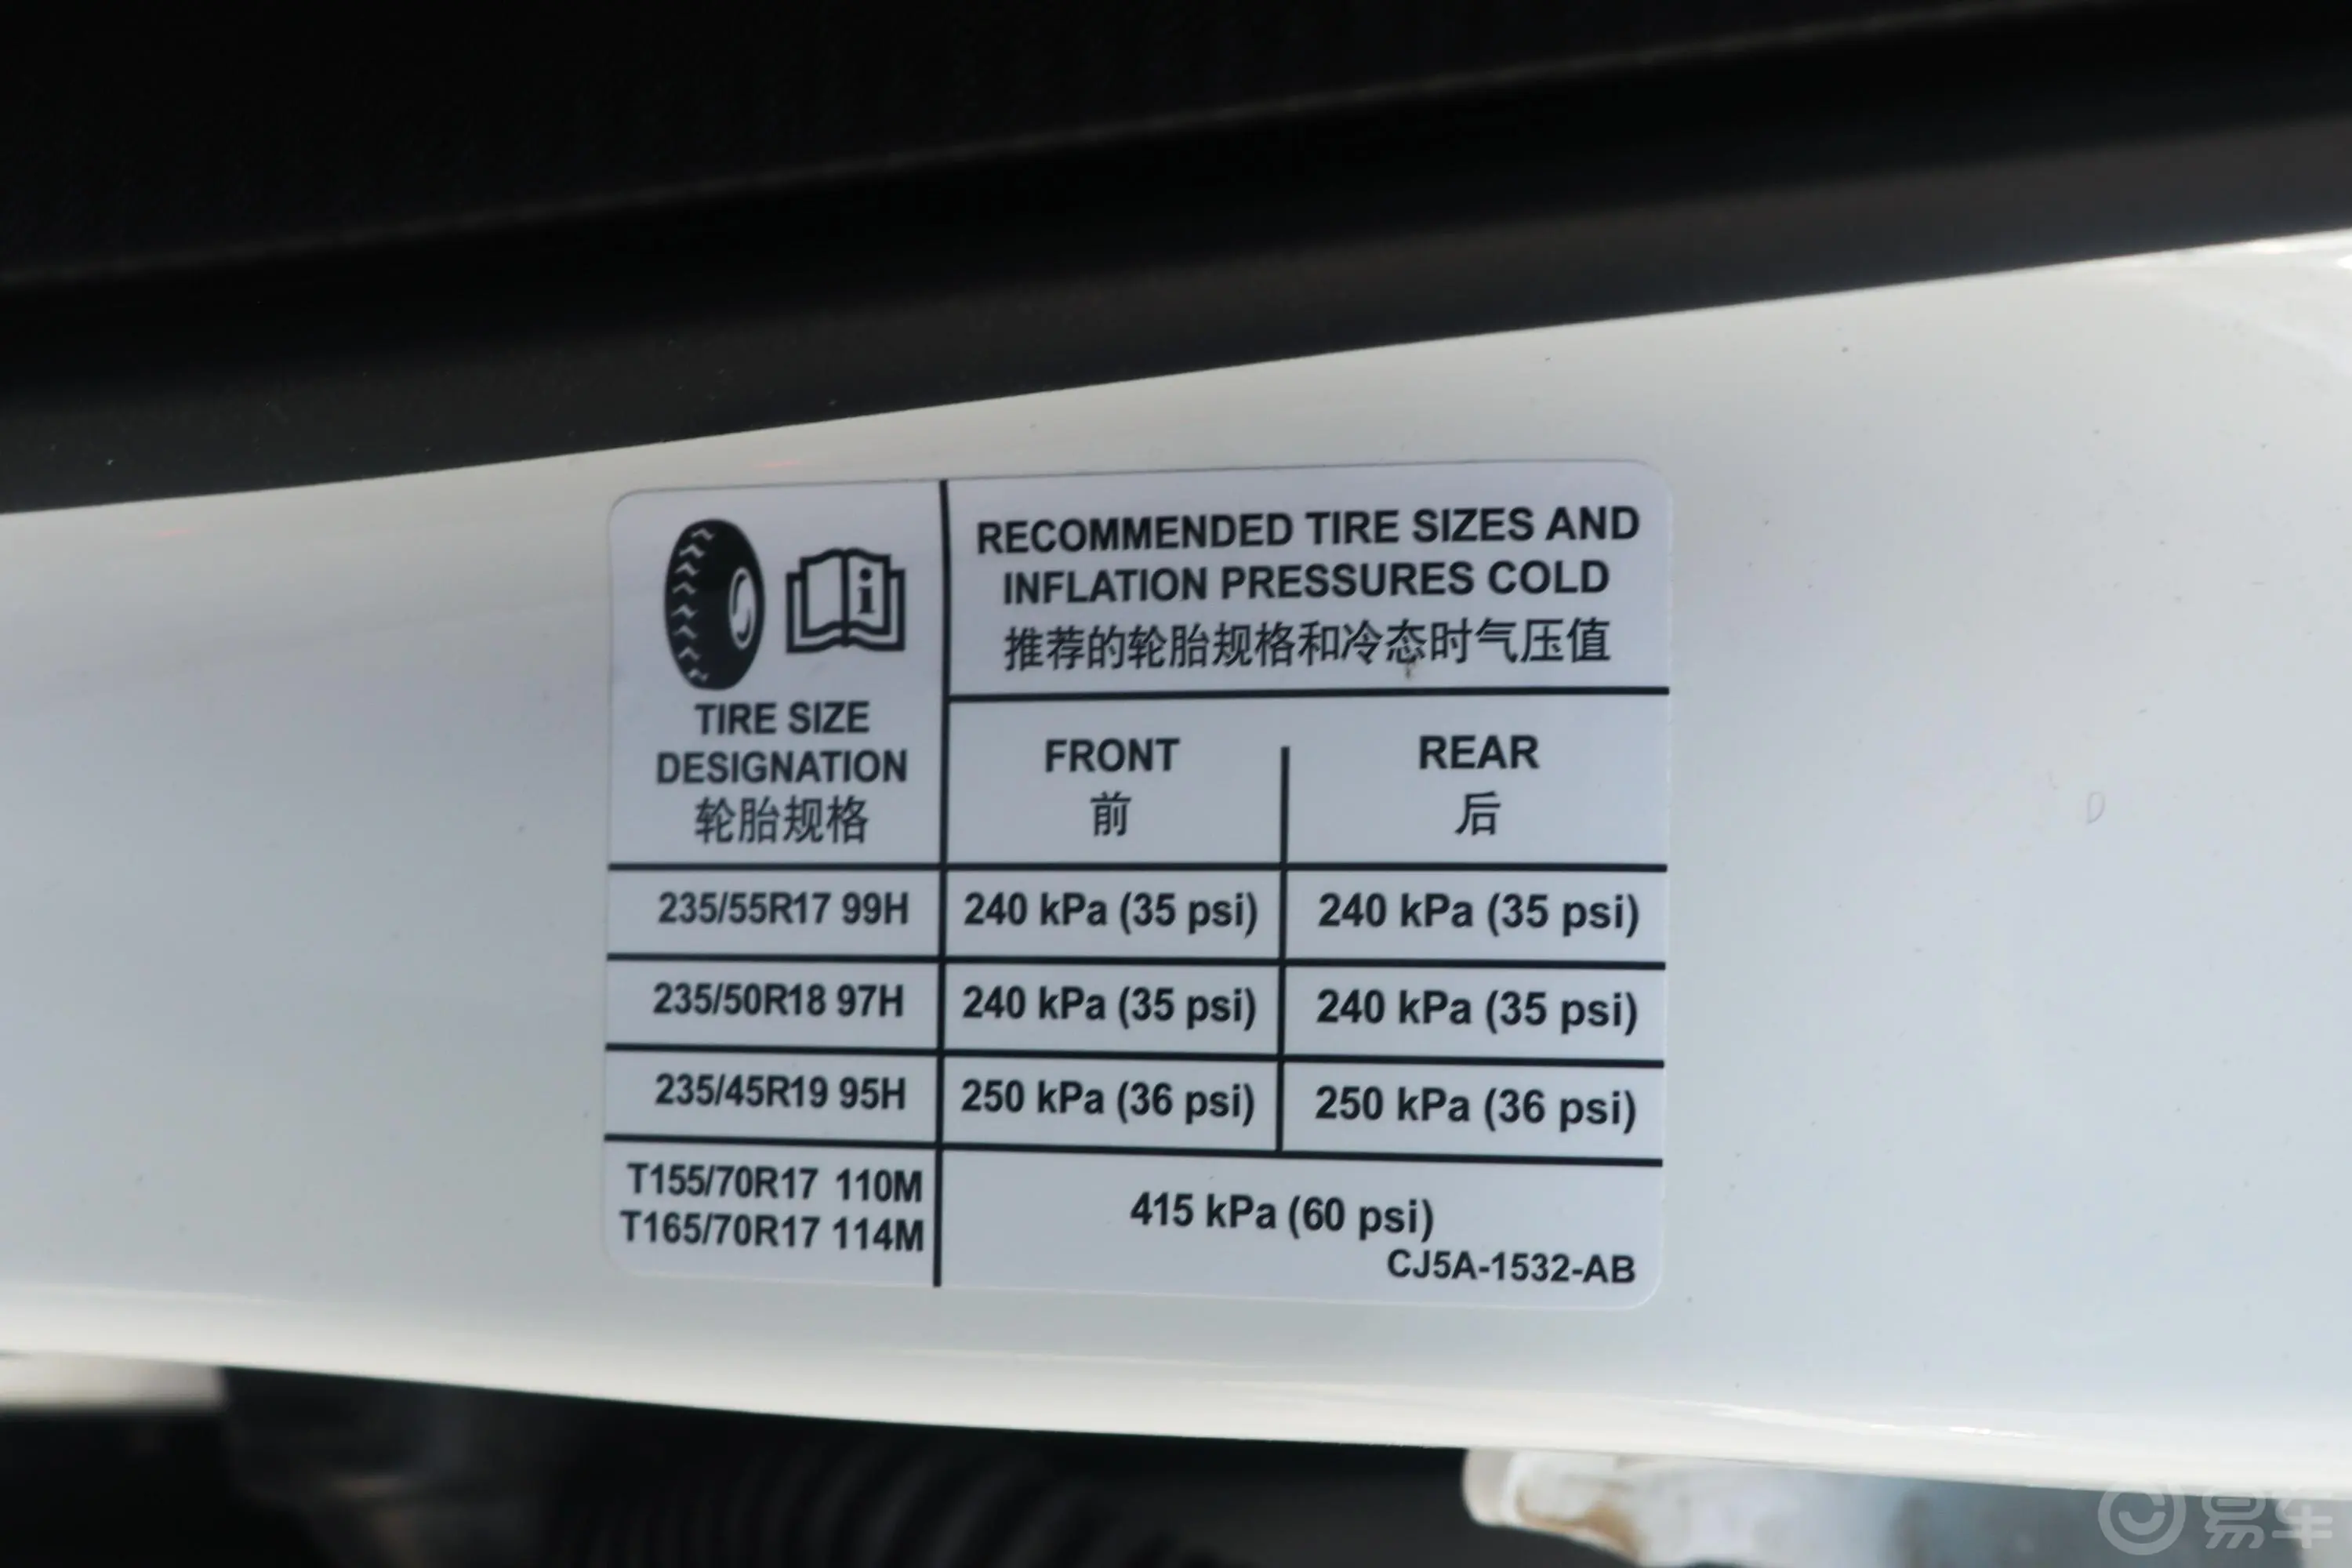 RECOMMENDED TIRE SIZES AND
INFLATION PRESSURES COLD
推荐的轮胎规格和冷态时气压值
TIRE SIZE
DESIGNATION
轮胎规格
FRONT REAR
前 后
235/55R17 99H 240 kPa (35 psi) 240 kPa (35 psi)
235/50R18 97H 240 kPa (35 psi) 240 kPa (35 psi)
235/45R19 95H 250 kPa (36 psi) 250 kPa (36 psi)
T155/70R17 110M
T165/70R17 114M
415 kPa (60 psi)
CJ5A-1532-AB
易车